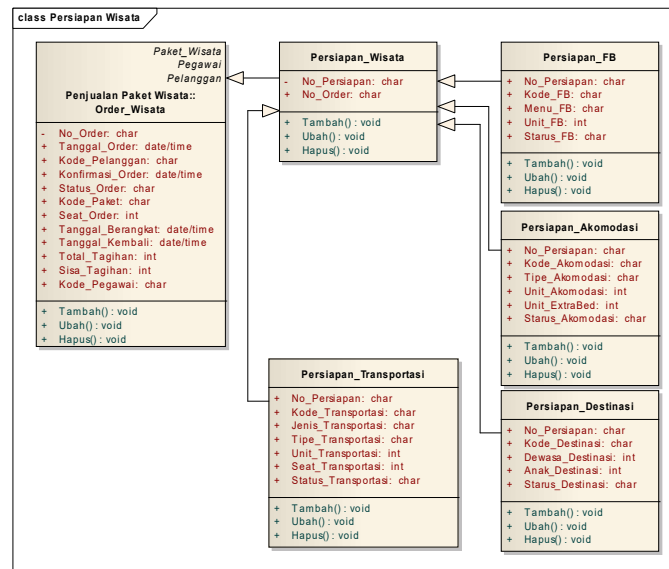 class Persiapan Wisata
Paket_Wisata
Pegawai
Pelanggan
Penjualan Paket Wisata::
Order_Wisata
- No_Order: char
+ Tanggal_Order: date/time
+ Kode_Pelanggan: char
+ Konfirmasi_Order: date/time
+ Status_Order: char
+ Kode_Paket: char
+ Seat_Order: int
+ Tanggal_Berangkat: date/time
+ Tanggal_Kembali: date/time
+ Total_Tagihan: int
+ Sisa_Tagihan: int
+ Kode_Pegawai: char
+ Tambah() : void
+ Ubah() : void
+ Hapus() : void
Persiapan_Wisata
- No_Persiapan: char
+ No_Order: char
+ Tambah() : void
+ Ubah() : void
+ Hapus() : void
Persiapan_FB
+ No_Persiapan: char
+ Kode_FB: char
+ Menu_FB: char
+ Unit_FB: int
+ Starus_FB: char
+ Tambah() : void
+ Ubah() : void
+ Hapus() : void
Persiapan_Akomodasi
+ No_Persiapan: char
+ Kode_Akomodasi: char
+ Tipe_Akomodasi: char
+ Unit_Akomodasi: int
+ Unit_ExtraBed: int
+ Starus_Akomodasi: char
+ Tambah() : void
+ Ubah() : void
+ Hapus() : void
Persiapan_Transportasi
+ No_Persiapan: char
+ Kode_Transportasi: char
+ Jenis_Transportasi: char
+ Tipe_Transportasi: char
+ Unit_Transportasi: int
+ Seat_Transportasi: int
+ Status_Transportasi: char
+ Tambah() : void
+ Ubah() : void
+ Hapus() : void
Persiapan_Destinasi
+ No_Persiapan: char
+ Kode_Destinasi: char
+ Dewasa_Destinasi: int
+ Anak_Destinasi: int
+ Starus_Destinasi: char
+ Tambah() : void
+ Ubah() : void
+ Hapus() : void